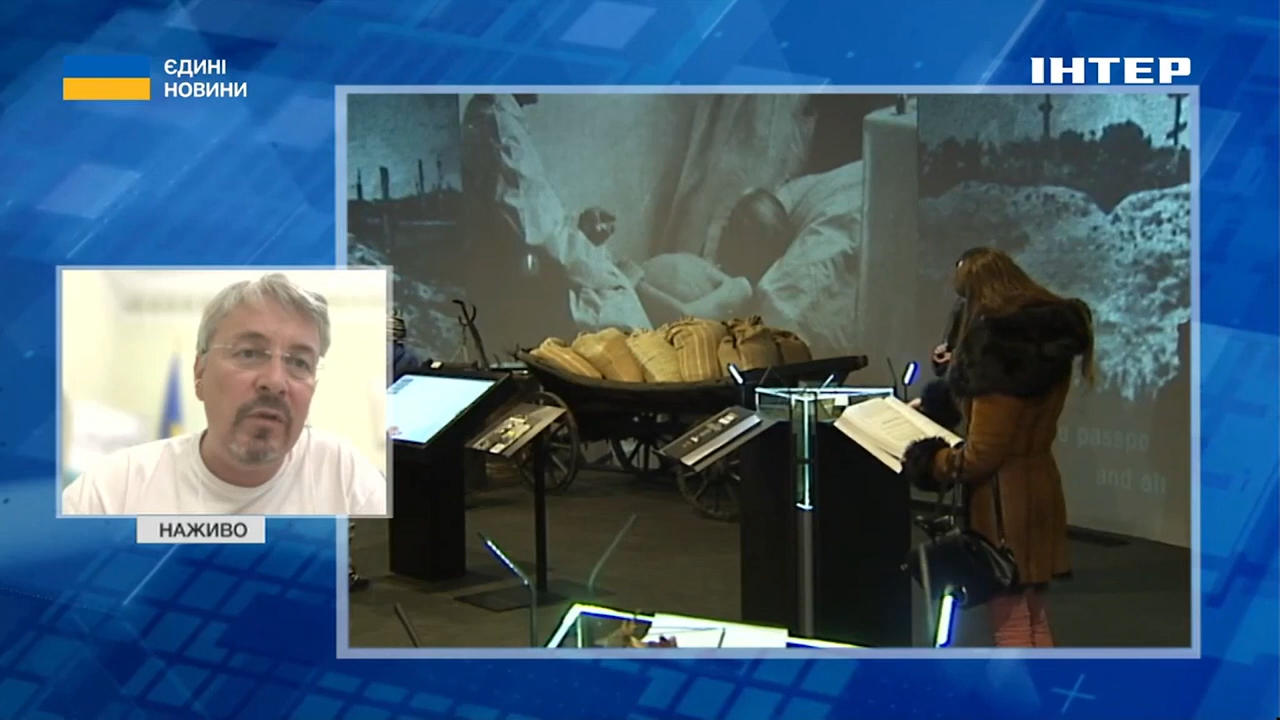 ЄДИНІ
НОВИНИ
ІНТЕР
passpo
and all
НАЖИВО